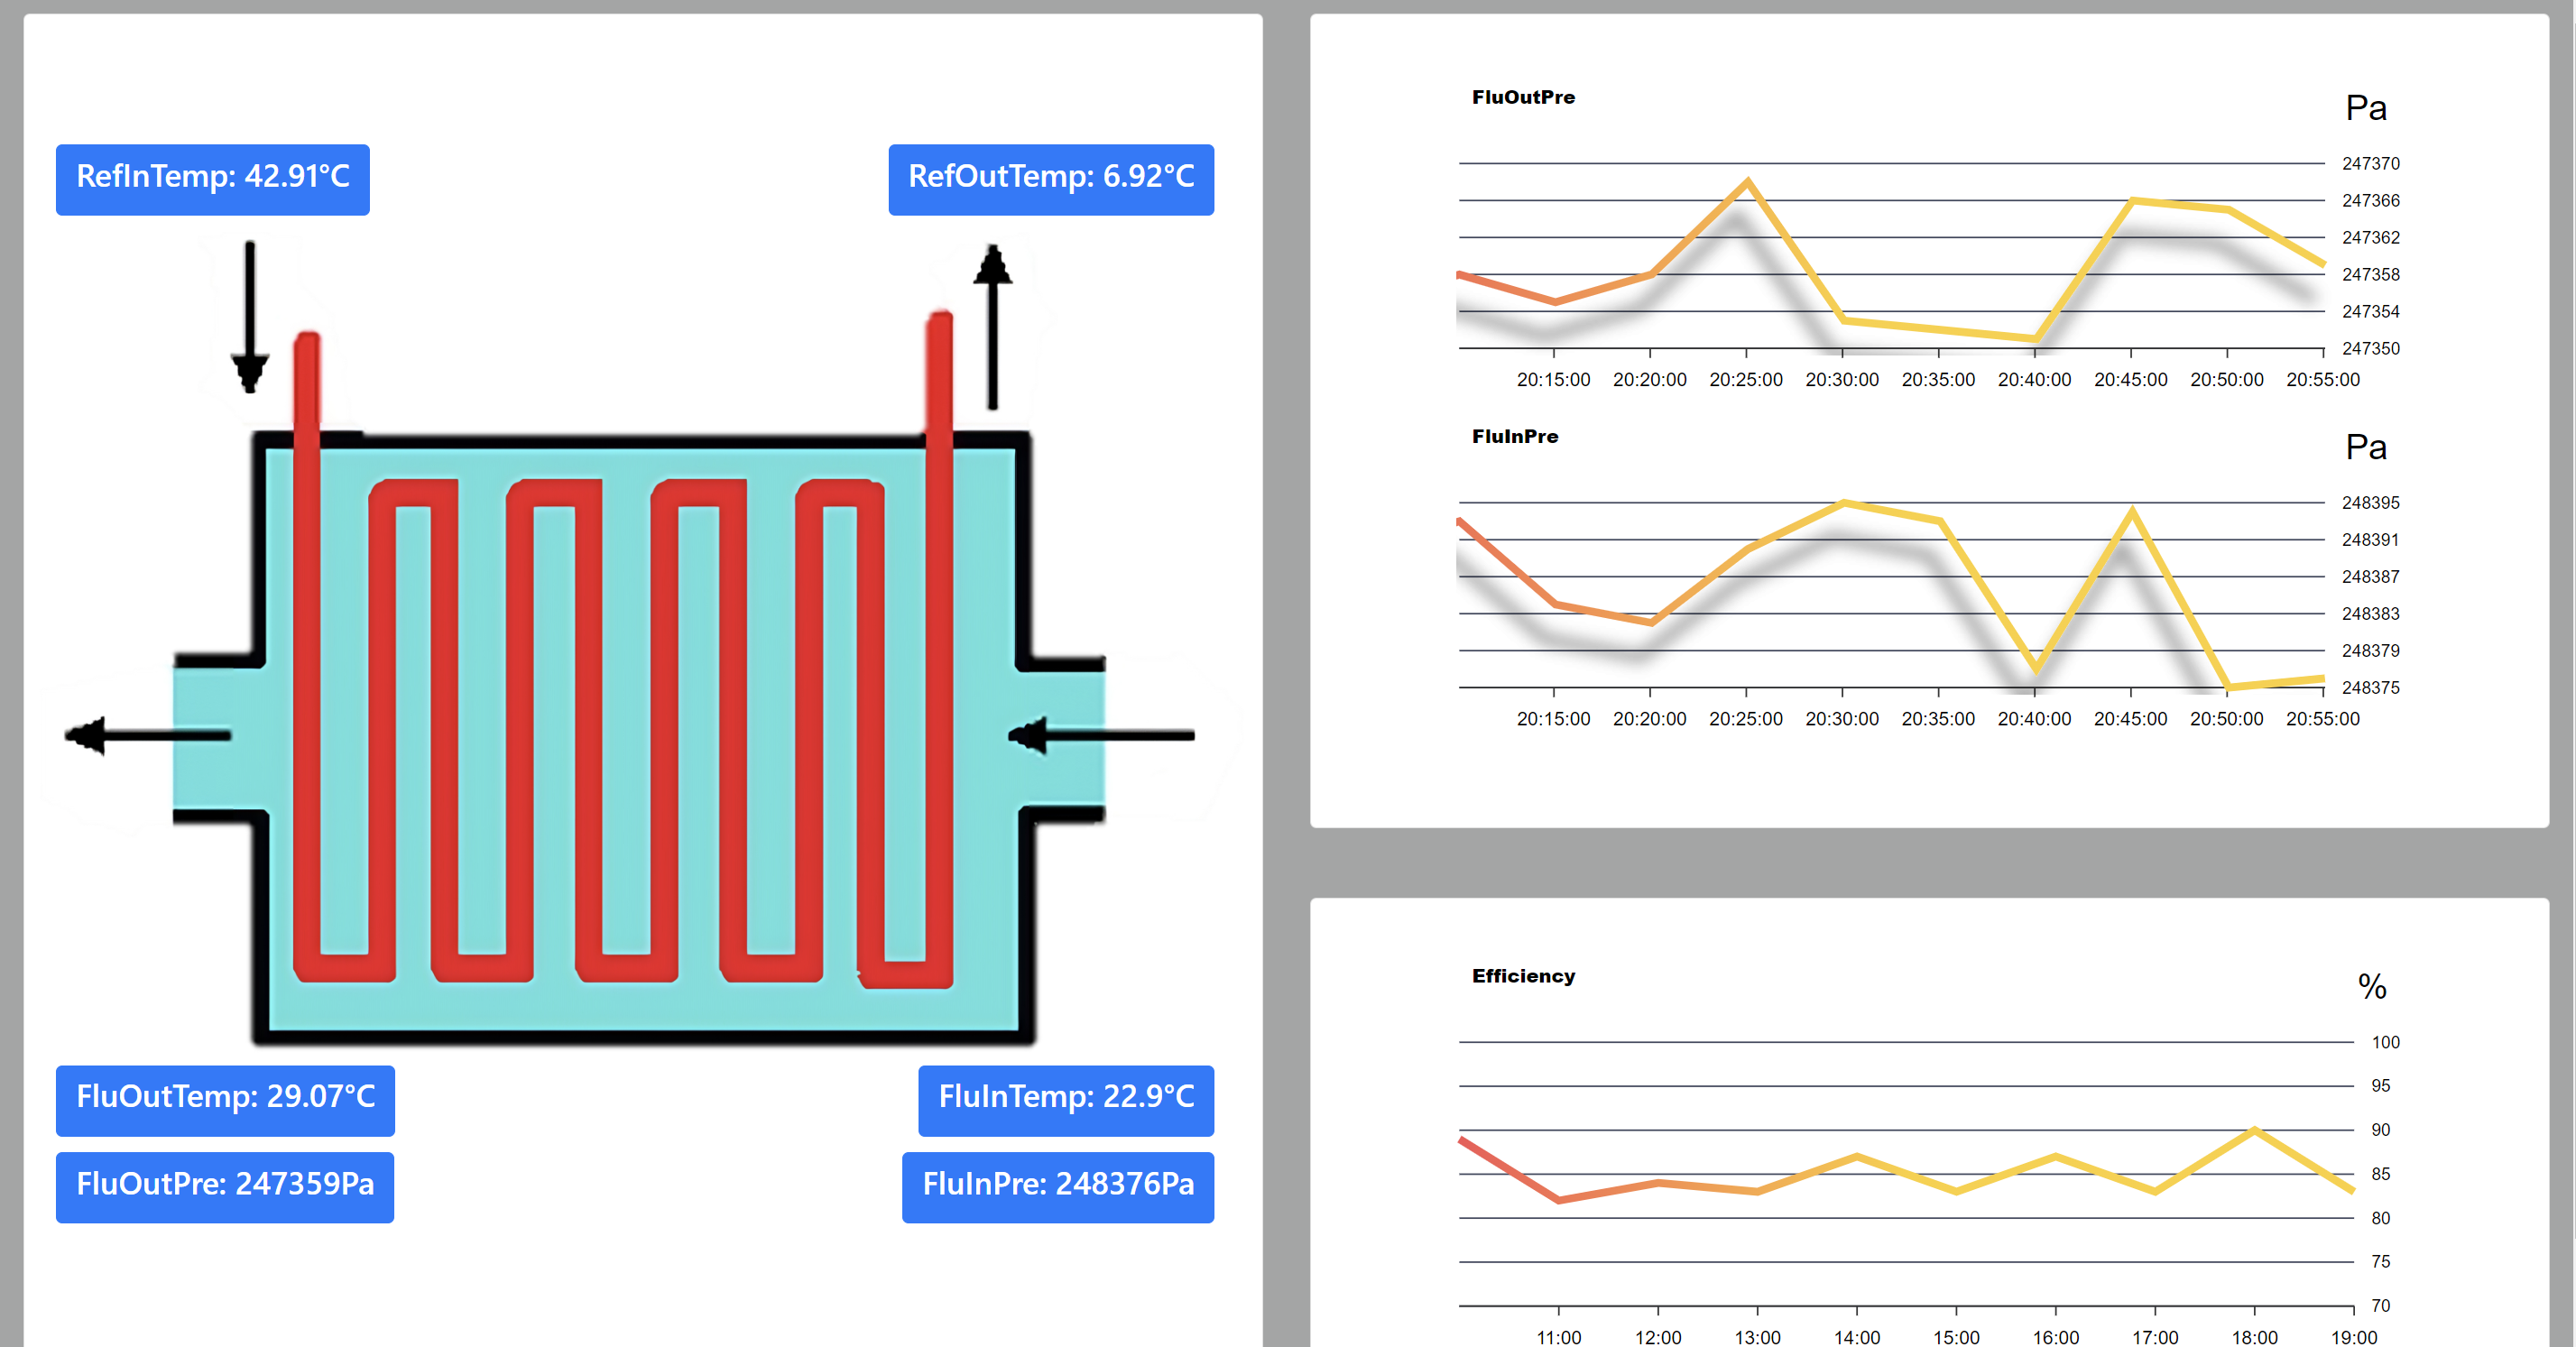 RefInTemp: 42.91°C
RefOutTemp: 6.92°C
FluOutTemp: 29.07°C
FluInTemp: 22.9°C
FluOutPre: 247359Pa
FluInPre: 248376Pa
FluOutPre
Pa
247370
247366
247362
247358
247354
247350
20:15:00 20:20:00 20:25:00 20:30:00 20:35:00 20:40:00 20:45:00 20:50:00 20:55:00
FluInPre
Pa
248395
248391
248387
248383
248379
248375
20:15:00 20:20:00 20:25:00 20:30:00 20:35:00 20:40:00 20:45:00 20:50:00 20:55:00
Efficiency
%
100
95
90
85
80
75
70
11:00 12:00 13:00 14:00 15:00 16:00 17:00 18:00 19:00